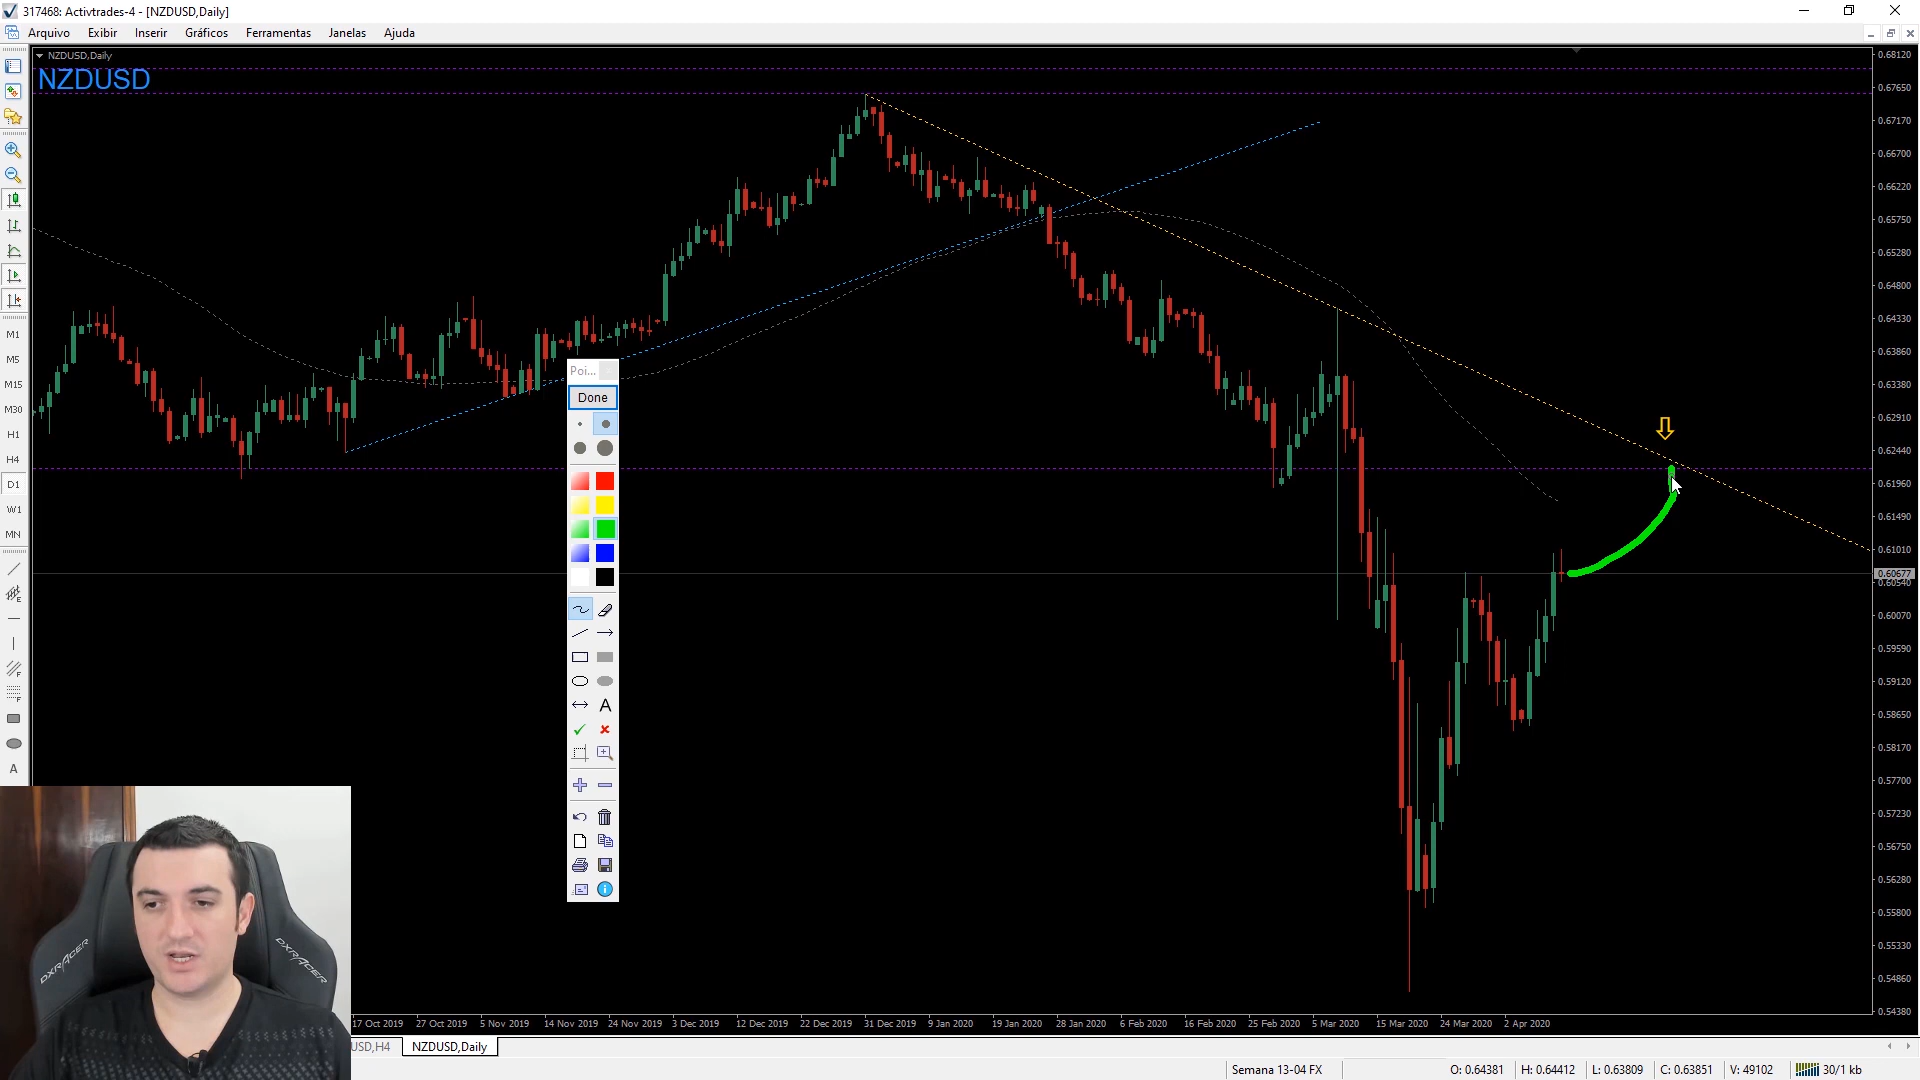 317468: Activtrades-4 - [NZDUSD,Daily]
Arquivo Exibir Inserir Gráficos Ferramentas Janelas Ajuda
NZDUSD,Daily
NZDUSD
0.68120
0.67650
0.67170
0.66700
0.66220
0.65750
0.65280
0.64800
0.64330
0.63860
0.63380
0.62910
0.62440
0.61960
0.61490
0.61010
0.60677
0.60540
0.60070
0.59590
0.59120
0.58650
0.58170
0.57700
0.57230
0.56750
0.56280
0.55800
0.55330
0.54860
0.54380
M1
M5
M15
M30
H1
H4
D1
W1
MN
A
Poi...
Done
A
DXRACER
DXRACER
17 Oct 2019 27 Oct 2019 5 Nov 2019 14 Nov 2019 24 Nov 2019 3 Dec 2019 12 Dec 2019 22 Dec 2019 31 Dec 2019 9 Jan 2020 19 Jan 2020 28 Jan 2020 6 Feb 2020 16 Feb 2020 25 Feb 2020 5 Mar 2020 15 Mar 2020 24 Mar 2020 2 Apr 2020
USD,H4 NZDUSD,Daily
Semana 13-04 FX O: 0.64381 H: 0.64412 L: 0.63809 C: 0.63851 V: 49102 30/1 kb